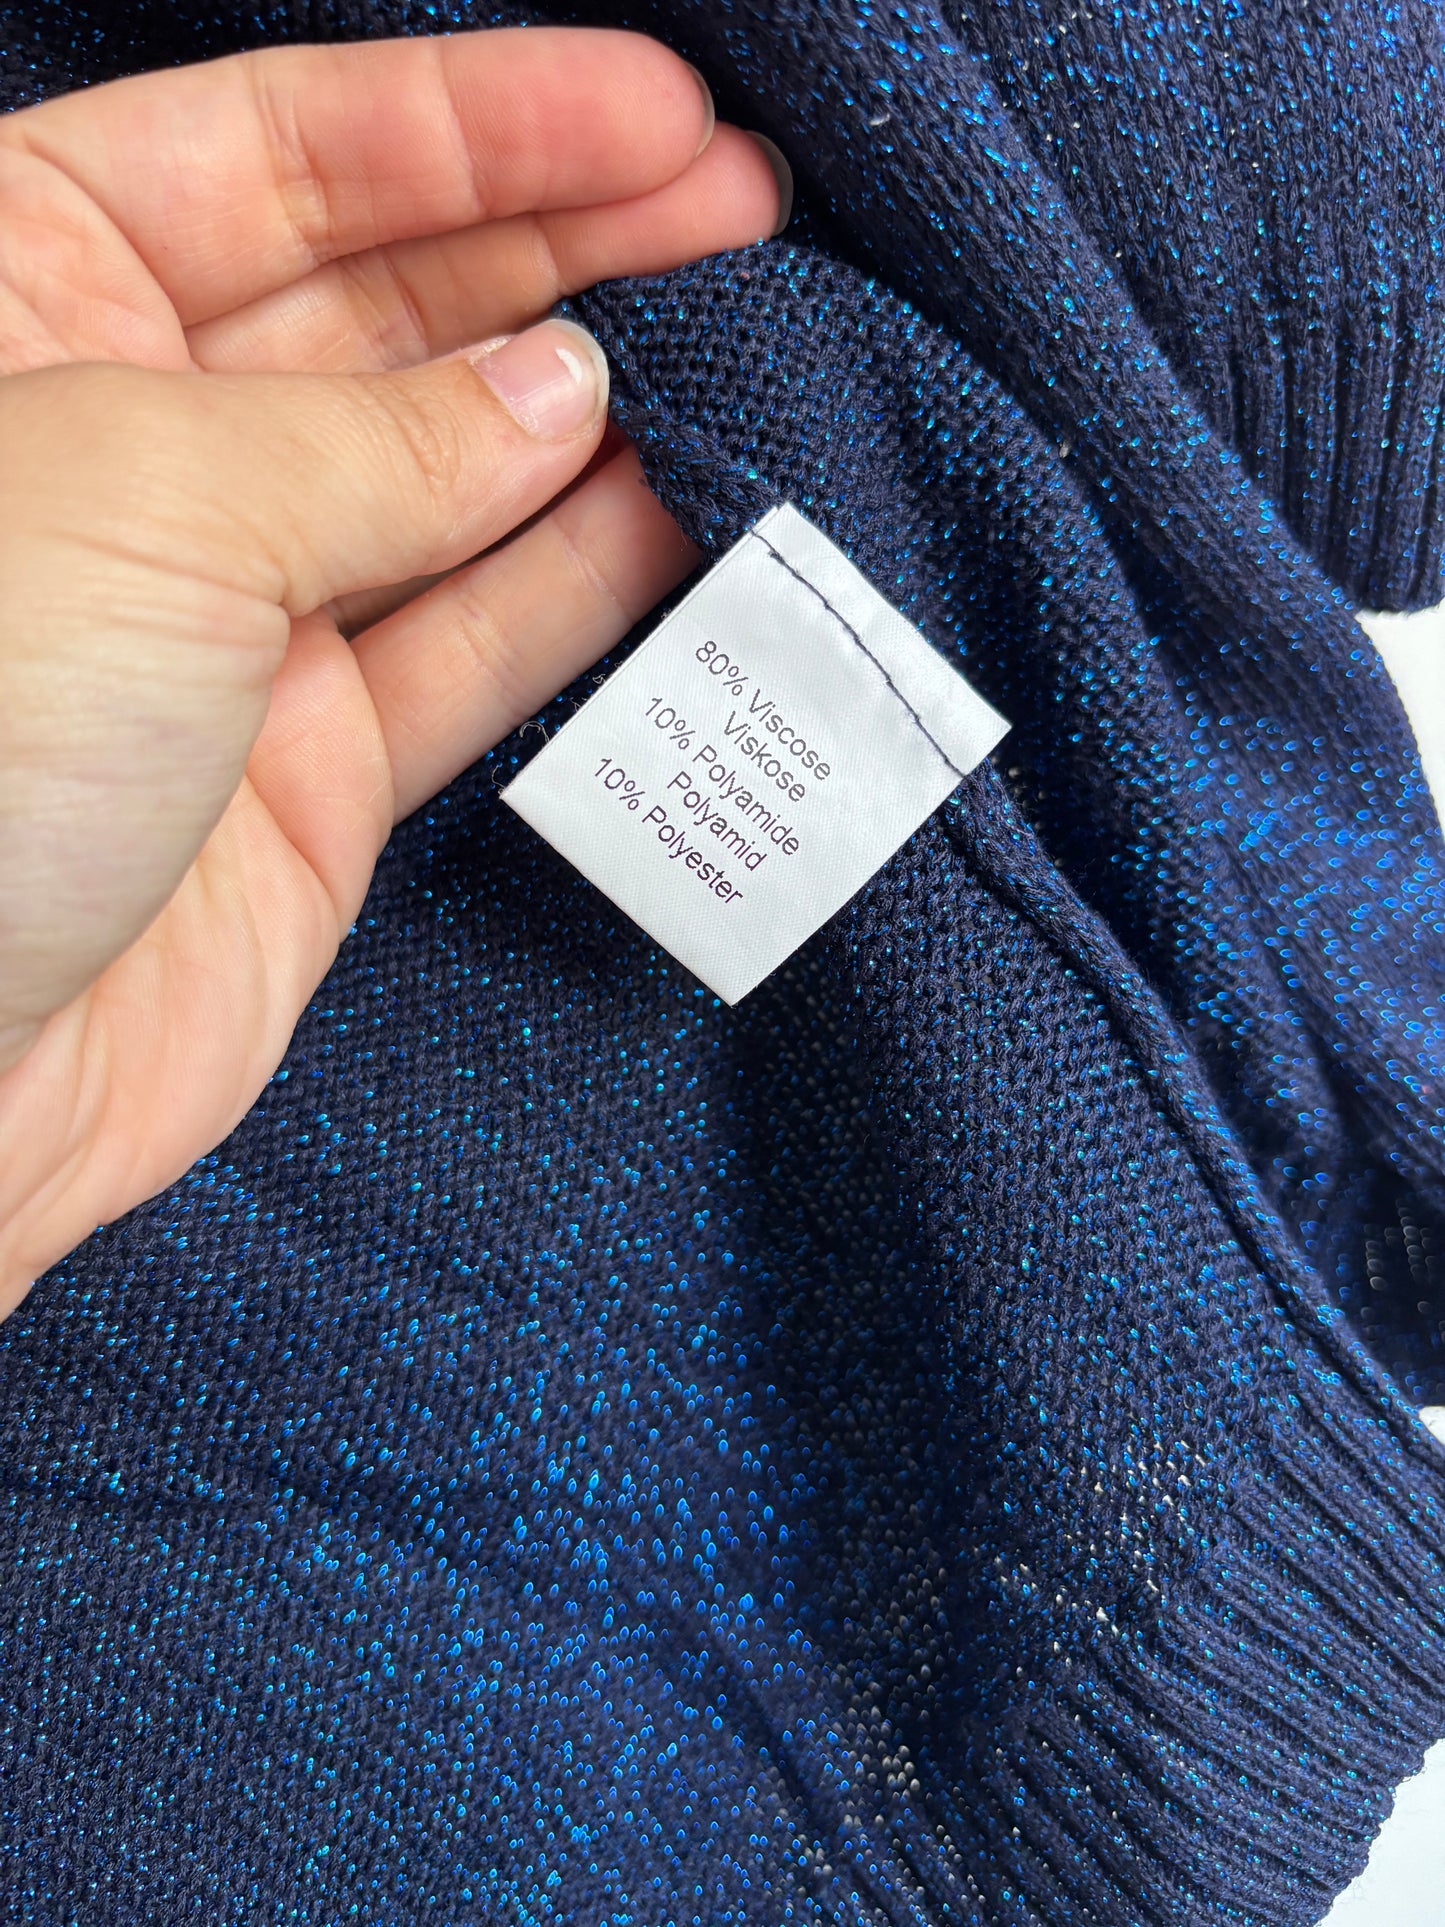 80% Viscose
Viskose
10% Polyamide
Polyamid
10% Polyester